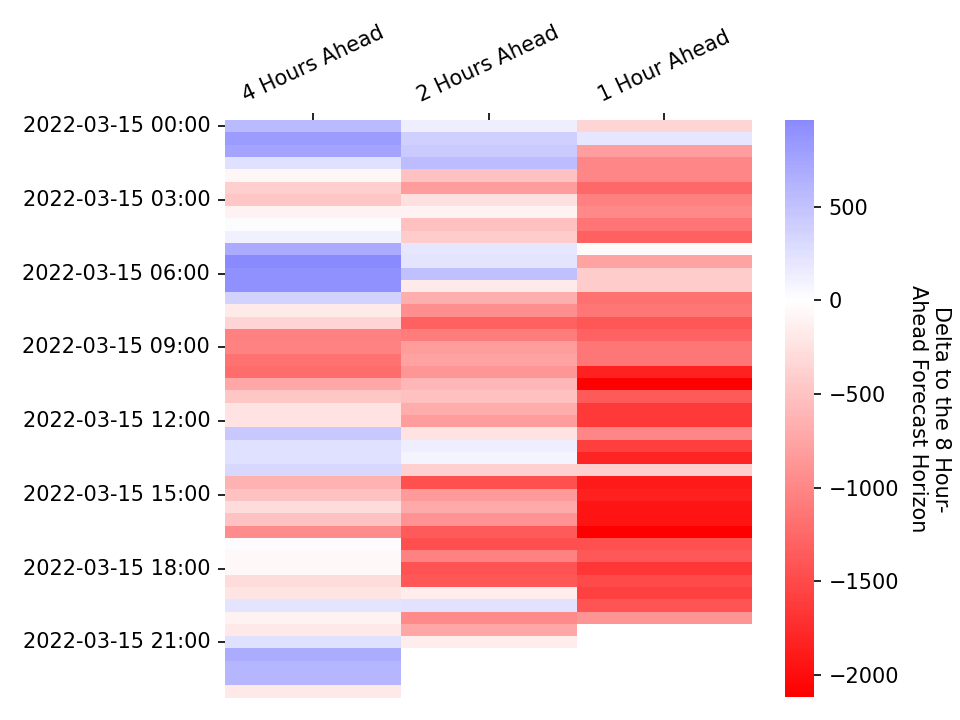 4 Hours Ahead
2 Hours Ahead
1 Hour Ahead
2022-03-15 00:00
2022-03-15 03:00
2022-03-15 06:00
2022-03-15 09:00
2022-03-15 12:00
2022-03-15 15:00
2022-03-15 18:00
2022-03-15 21:00
500
0
−500
−1000
−1500
−2000
Delta to the 8 Hour-
Ahead Forecast Horizon